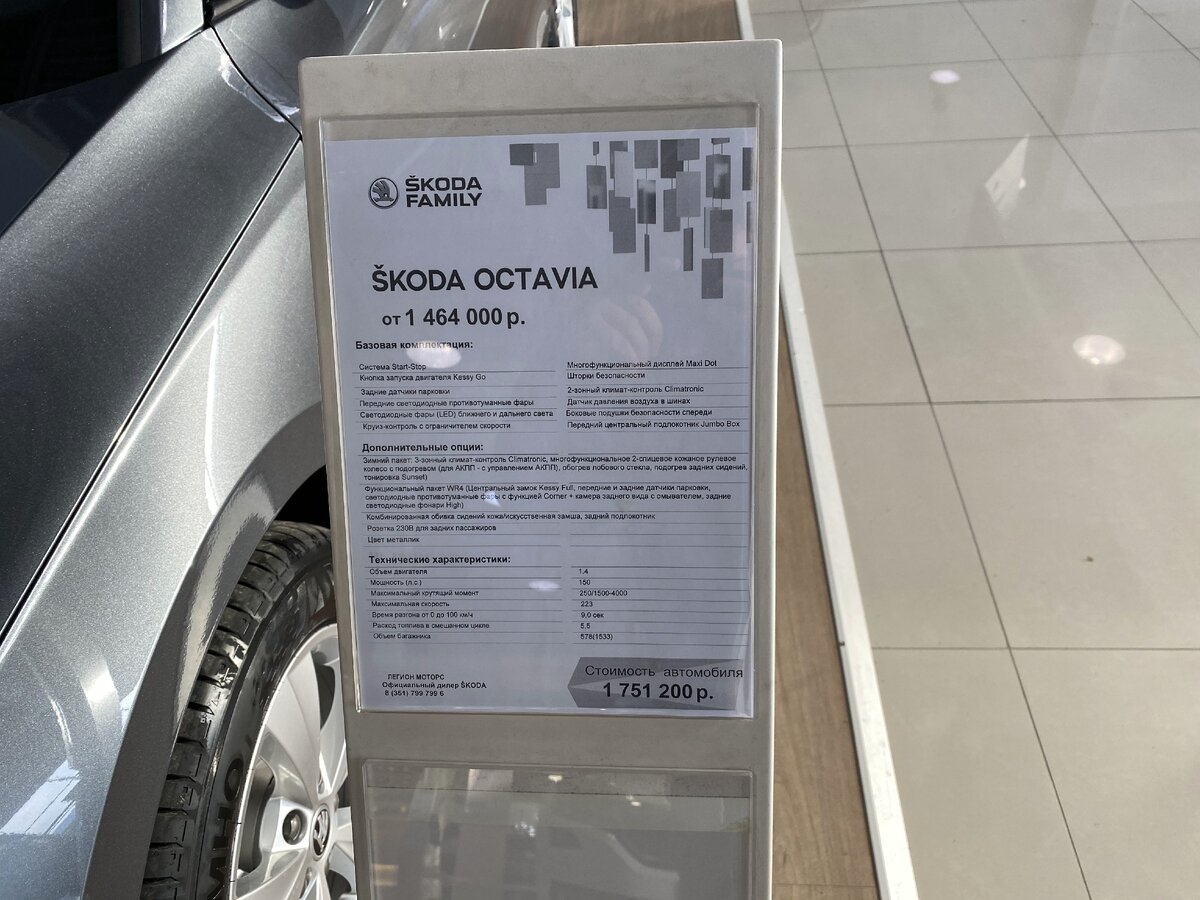 ŠKODA
FAMILY
ŠKODA OCTAVIA
от 1 464 000 р.
Базовая комплектация:
Система Start-Stop
Кнопка запуска двигателя Kessy Go
Задние датчики парковки
Передние светодиодные противотуманные фары
Светодиодные фары (LED) ближнего и дальнего света
Круиз-контроль с ограничителем скорости
Многофункциональный дисплей Maxi Dot
Шторки безопасности
2-зонный климат-контроль Climatronic
Датчик давления воздуха в шинах
Боковые подушки безопасности спереди
Передний центральный подлокотник Jumbo Box
Дополнительные опции:
Зимний пакет: 3-зонный климат-контроль Climatronic, многофункциональное 2-спицевое кожаное рулевое
колесо с подогревом (для АКПП - с управлением АКПП), обогрев лобового стекла, подогрев задних сидений,
тонировка Sunset)
Функциональный пакет WR4 (Центральный замок Kessy Full, передние и задние датчики парковки,
светодиодные противотуманные фары с функцией Corner + камера заднего вида с омывателем, задние
светодиодные фонари High)
Комбинированная обивка сидений кожа/искусственная замша, задний подлокотник
Розетка 230В для задних пассажиров
Цвет металлик
Технические характеристики:
Объем двигателя 1.4
Мощность (л.с.) 150
Максимальный крутящий момент 250/1500-4000
Максимальная скорость 223
Время разгона от 0 до 100 км/ч 9,0 сек
Расход топлива в смешанном цикле 5,5
Объем багажника 578(1533)
ЛЕГИОН МОТОРС
Официальный дилер ŠKODA
8 (351) 799 799 6
Стоимость автомобиля
1 751 200 р.